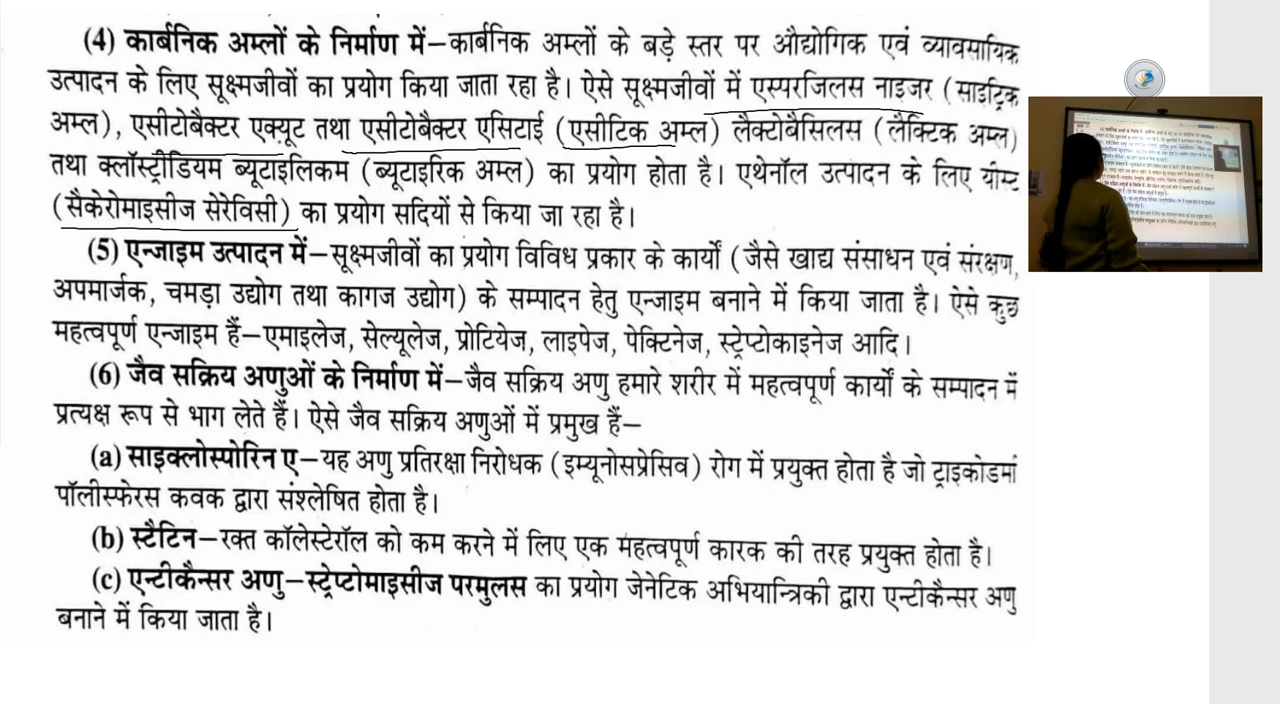 (4) कार्बनिक अम्लों के निर्माण में–कार्बनिक अम्लों के बड़े स्तर पर औद्योगिक एवं व्यावसायिक
उत्पादन के लिए सूक्ष्मजीवों का प्रयोग किया जाता रहा है। ऐसे सूक्ष्मजीवों में एस्परजिलस नाइजर (साइट्रिक
अम्ल), एसीटोबैक्टर एक्यूट तथा एसीटोबैक्टर एसिटाई (एसीटिक अम्ल) लैक्टोबैसिलस (लैक्टिक अम्ल)
तथा क्लॉस्ट्रीडियम ब्यूटाइलिकम (ब्यूटाइरिक अम्ल) का प्रयोग होता है। एथेनॉल उत्पादन के लिए यीस्ट
(सैकेरोमाइसीज सेरेविसी) का प्रयोग सदियों से किया जा रहा है।
(5) एन्जाइम उत्पादन में–सूक्ष्मजीवों का प्रयोग विविध प्रकार के कार्यों (जैसे खाद्य संसाधन एवं संरक्षण,
अपमार्जक, चमड़ा उद्योग तथा कागज उद्योग) के सम्पादन हेतु एन्जाइम बनाने में किया जाता है। ऐसे कुछ
महत्वपूर्ण एन्जाइम हैं–एमाइलेज, सेल्यूलेज, प्रोटियेज, लाइपेज, पेक्टिनेज, स्ट्रेप्टोकाइनेज आदि।
(6) जैव सक्रिय अणुओं के निर्माण में–जैव सक्रिय अणु हमारे शरीर में महत्वपूर्ण कार्यों के सम्पादन में
प्रत्यक्ष रूप से भाग लेते हैं। ऐसे जैव सक्रिय अणुओं में प्रमुख हैं–
(a) साइक्लोस्पोरिन ए–यह अणु प्रतिरक्षा निरोधक (इम्यूनोसप्रेसिव) रोग में प्रयुक्त होता है जो ट्राइकोडर्मा
पॉलीस्फेरस कवक द्वारा संश्लेषित होता है।
(b) स्टैटिन–रक्त कॉलेस्टेरॉल को कम करने में लिए एक महत्वपूर्ण कारक की तरह प्रयुक्त होता है।
(c) एन्टीकैन्सर अणु–स्ट्रेप्टोमाइसीज परमुलस का प्रयोग जेनेटिक अभियान्त्रिकी द्वारा एन्टीकैन्सर अणु
बनाने में किया जाता है।